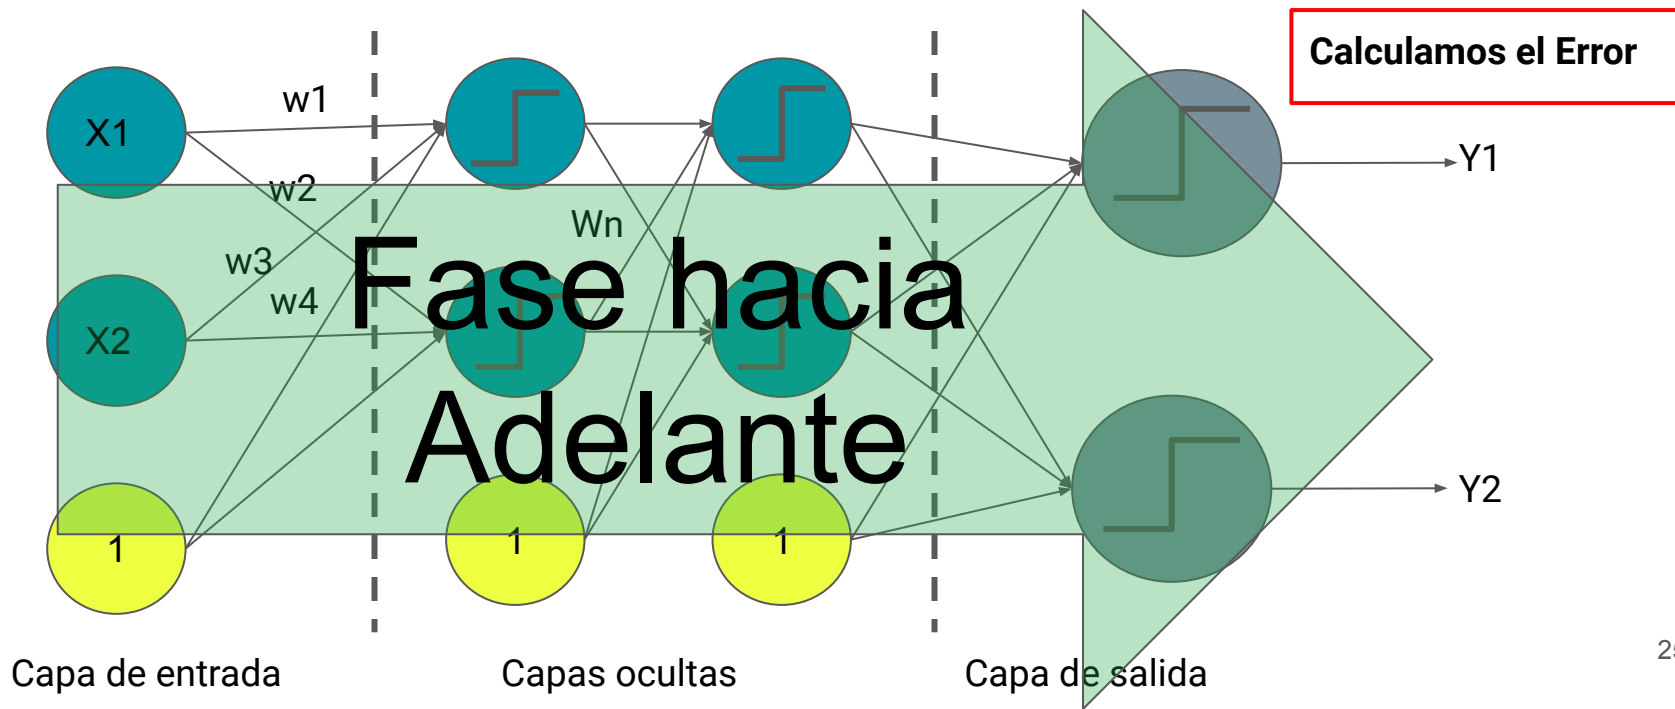 Calculamos el Error
w1
X1
Y1
w2
Wn
w3
Fase hacia
w4
X2
Adelante
Y2
1
1
1
Capa de entrada
Capas ocultas
Capa de salida